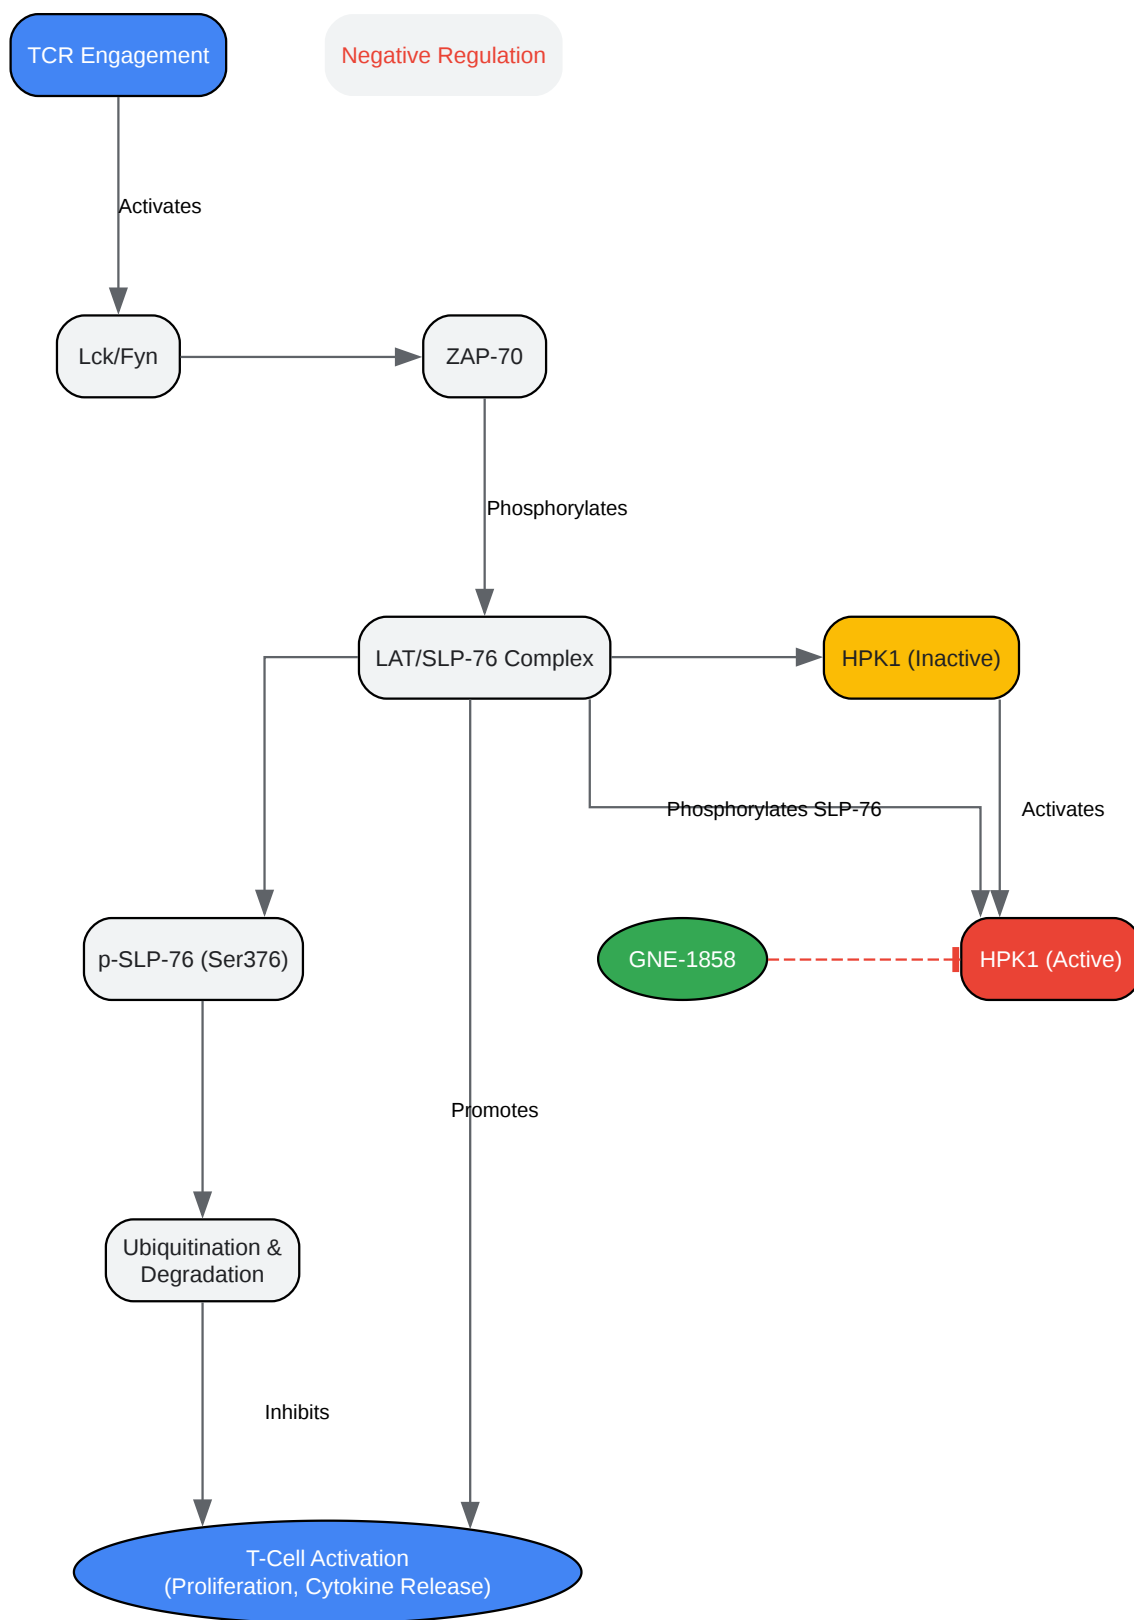 TCR Engagement
Negative Regulation
Activates
Lck/Fyn
ZAP-70
Phosphorylates
LAT/SLP-76 Complex
HPK1 (Inactive)
Phosphorylates SLP-76
Activates
p-SLP-76 (Ser376)
GNE-1858
HPK1 (Active)
Promotes
Ubiquitination &
Degradation
Inhibits
T-Cell Activation
(Proliferation, Cytokine Release)